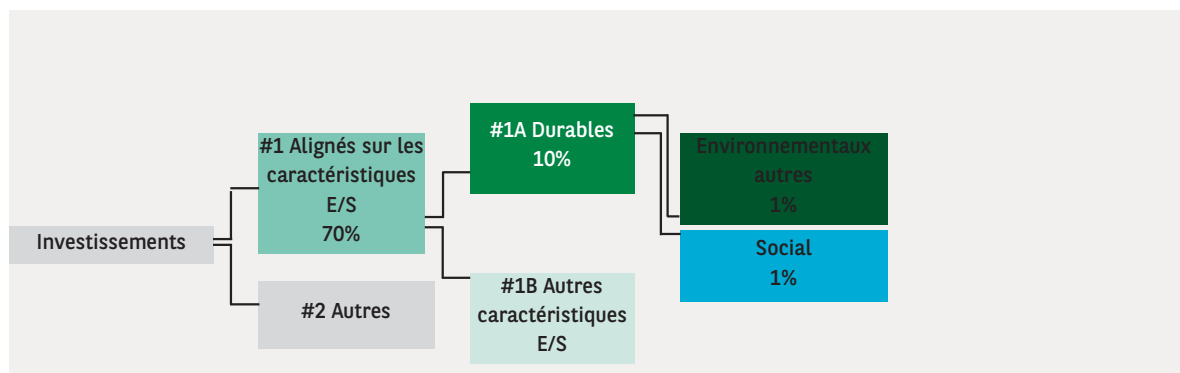 Investissements
#1 Alignés sur les
caractéristiques
E/S
70%
#2 Autres
#1A Durables
10%
#1B Autres
caractéristiques
E/S
Environnementaux
autres
1%
Social
1%